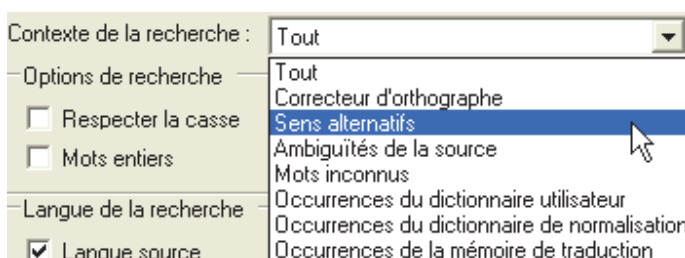 Contexte de la recherche : Tout
Options de recherche
Tout
Correcteur d'orthographe
Respecter la casse
Sens alternatifs
Mots entiers
Ambiguïtés de la source
Mots inconnus
Langue de la recherche
Occurrences du dictionnaire utilisateur
Occurrences du dictionnaire de normalisation
Langue source
Occurrences de la mémoire de traduction